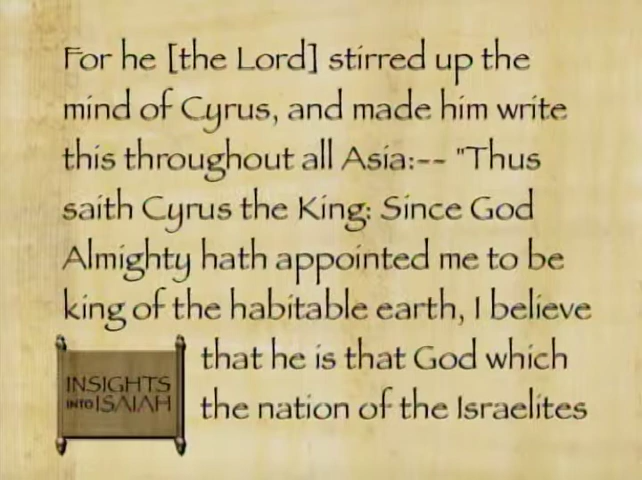 For he [the Lord] stirred up the
mind of Cyrus, and made him write
this throughout all Asia:-- "Thus
saith Cyrus the King: Since God
Almighty hath appointed me to be
king of the habitable earth, I believe
that he is that God which
the nation of the Israelites
INSIGHTS
INTO ISAIAH